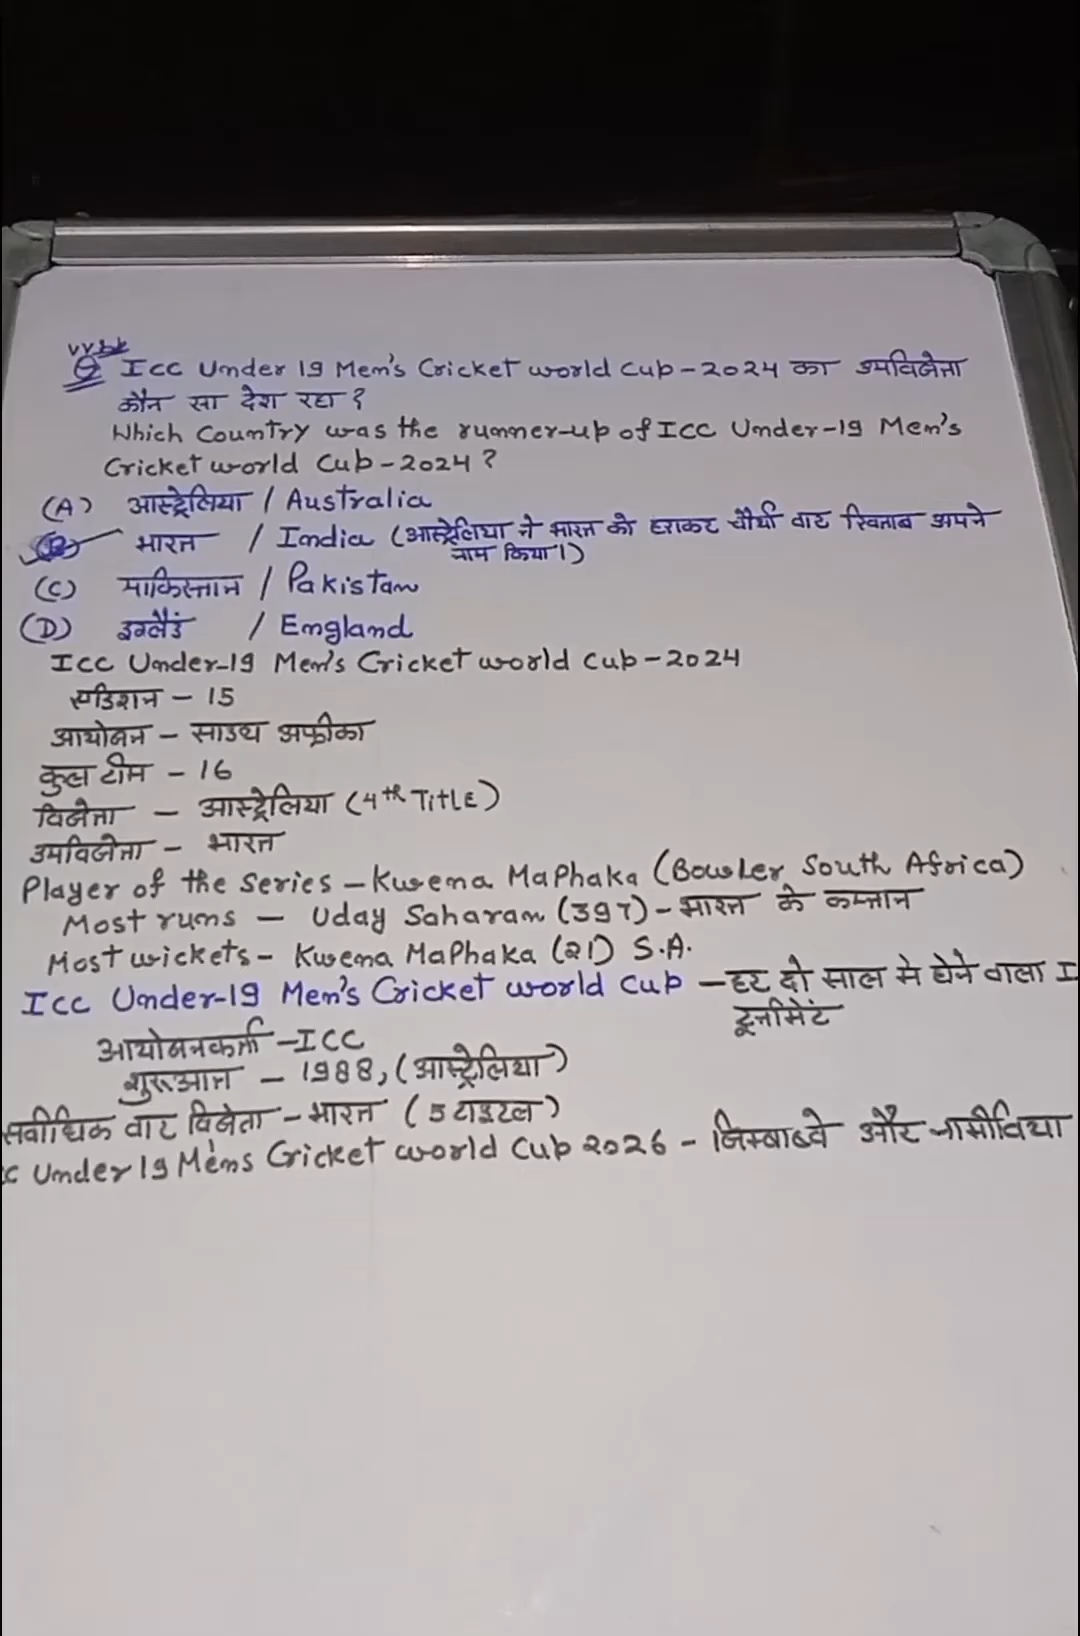 VVI
Q ICC Under 19 Men's Cricket world Cup-2024 का उपविजेता
कौन सा देश रहा?
Which Country was the runner-up of ICC Under-19 Men's
Cricket world Cup-2024?
(A) आस्ट्रेलिया / Australia
(B) भारत / India (आस्ट्रेलिया ने भारत को हराकर चौथी बार खिताब अपने
नाम किया।)
(C) पाकिस्तान / Pakistan
(D) इग्लैंड / England
ICC Under-19 Men's Cricket world Cup-2024
एडिशन - 15
आयोजन - साउथ अफ्रीका
कुल टीम - 16
विजेता - आस्ट्रेलिया (4th Title)
उपविजेता - भारत
Player of the series - Kwena Maphaka (Bowler South Africa)
Most runs - Uday Saharan (397) - भारत के कप्तान
Most wickets - Kwena Maphaka (21) S.A.
ICC Under-19 Men's Cricket world Cup - हर दो साल मे होने वाला I
टूर्नामेंट
आयोजनकर्ता - ICC
शुरूआत - 1988, (आस्ट्रेलिया)
सर्वाधिक बार विजेता - भारत (5 टाइटल)
C Under 19 Men's Cricket world Cup 2026 - जिम्बाब्वे और नामीबिया